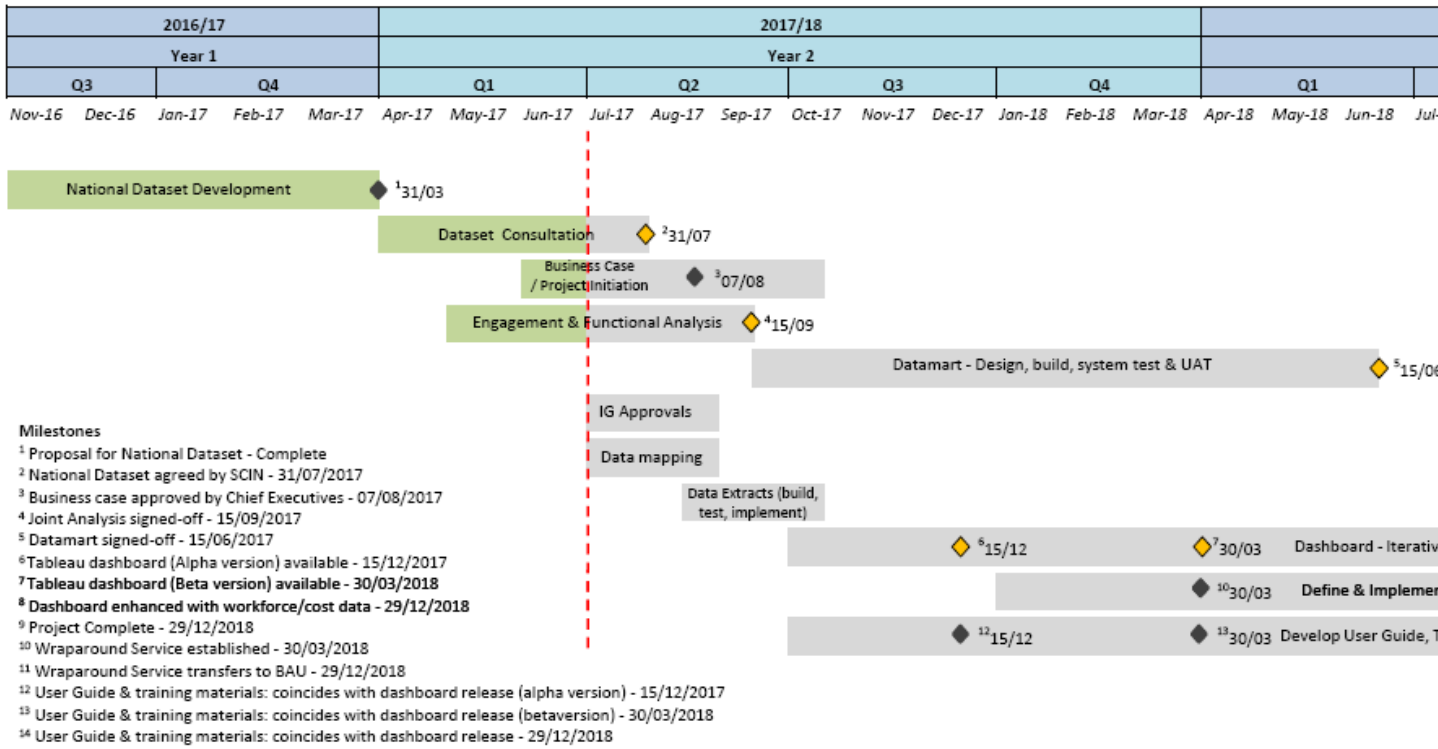 2016/17 2017/18
Year 1 Year 2
Q3 Q4 Q1 Q2 Q3 Q4 Q1
Nov-16 Dec-16 Jan-17 Feb-17 Mar-17 Apr-17 May-17 Jun-17 Jul-17 Aug-17 Sep-17 Oct-17 Nov-17 Dec-17 Jan-18 Feb-18 Mar-18 Apr-18 May-18 Jun-18 Jul-
National Dataset Development ¹31/03
Dataset Consultation ²31/07
Business Case
/ Project Initiation ³07/08
Engagement & Functional Analysis ⁴15/09
Datamart - Design, build, system test & UAT ⁵15/06
IG Approvals
Data mapping
Data Extracts (build,
test, implement)
⁶15/12 ⁷30/03 Dashboard - Iterativ
¹⁰30/03 Define & Implemen
¹²15/12 ¹³30/03 Develop User Guide, T
Milestones
¹ Proposal for National Dataset - Complete
² National Dataset agreed by SCIN - 31/07/2017
³ Business case approved by Chief Executives - 07/08/2017
⁴ Joint Analysis signed-off - 15/09/2017
⁵ Datamart signed-off - 15/06/2017
⁶Tableau dashboard (Alpha version) available - 15/12/2017
⁷Tableau dashboard (Beta version) available - 30/03/2018
⁸ Dashboard enhanced with workforce/cost data - 29/12/2018
⁹ Project Complete - 29/12/2018
¹⁰ Wraparound Service established - 30/03/2018
¹¹ Wraparound Service transfers to BAU - 29/12/2018
¹² User Guide & training materials: coincides with dashboard release (alpha version) - 15/12/2017
¹³ User Guide & training materials: coincides with dashboard release (betaversion) - 30/03/2018
¹⁴ User Guide & training materials: coincides with dashboard release - 29/12/2018